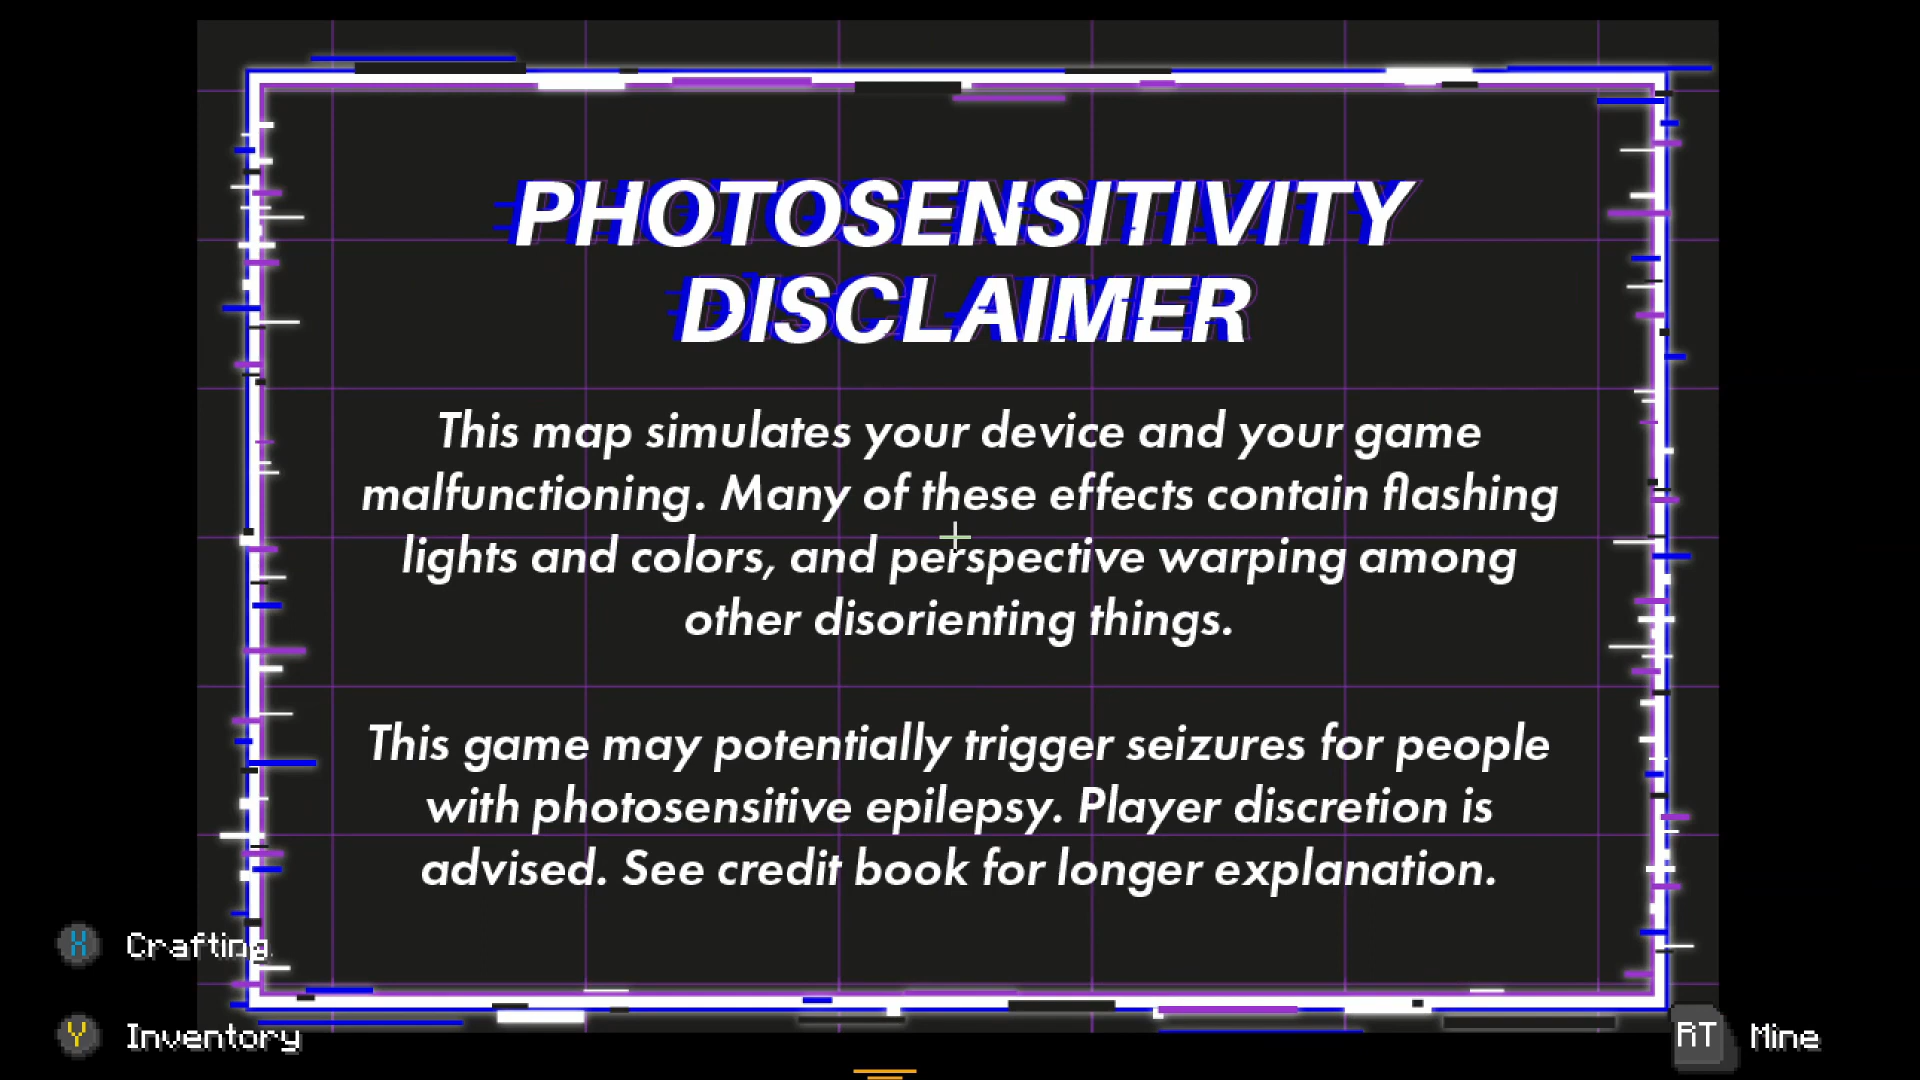 PHOTOSENSITIVITY
DISCLAIMER
This map simulates your device and your game
malfunctioning. Many of these effects contain flashing
lights and colors, and perspective warping among
other disorienting things.
This game may potentially trigger seizures for people
with photosensitive epilepsy. Player discretion is
advised. See credit book for longer explanation.
X Crafting
Y Inventory
RT Mine